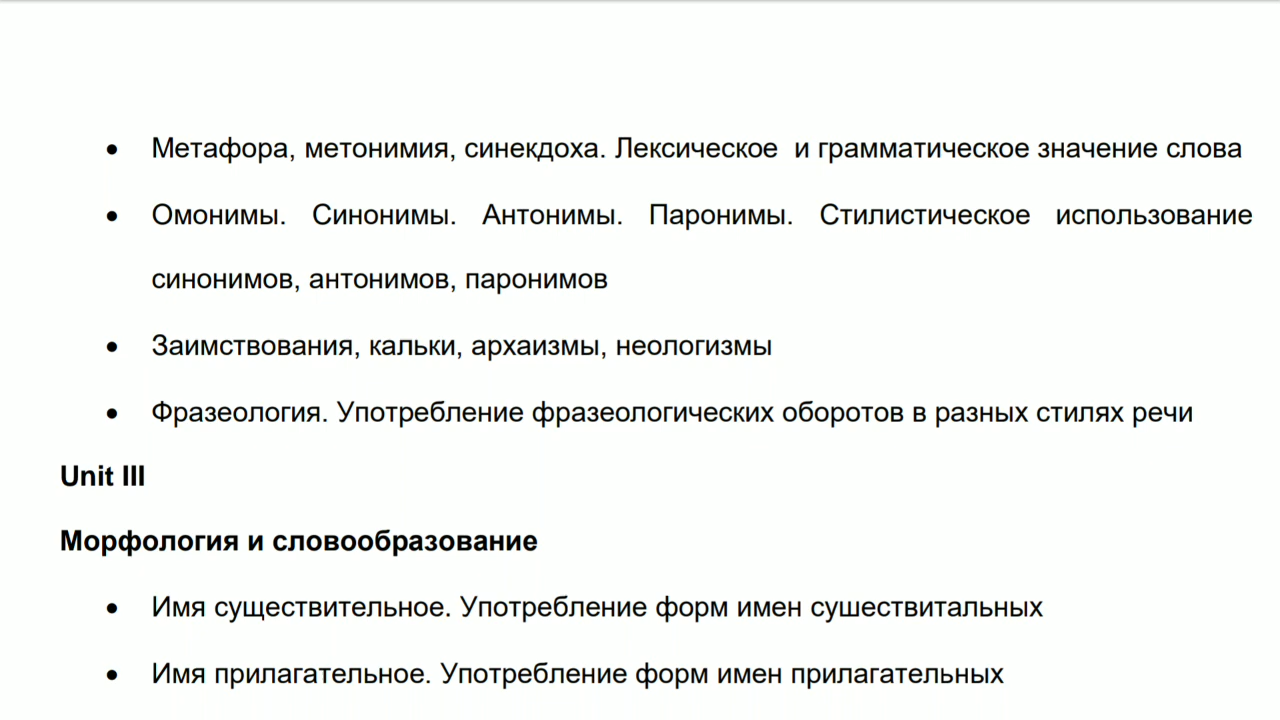 • Метафора, метонимия, синекдоха. Лексическое  и грамматическое значение слова
• Омонимы. Синонимы. Антонимы. Паронимы. Стилистическое использование
синонимов, антонимов, паронимов
• Заимствования, кальки, архаизмы, неологизмы
• Фразеология. Употребление фразеологических оборотов в разных стилях речи
Unit III
Морфология и словообразование
• Имя существительное. Употребление форм имен сушествитальных
• Имя прилагательное. Употребление форм имен прилагательных